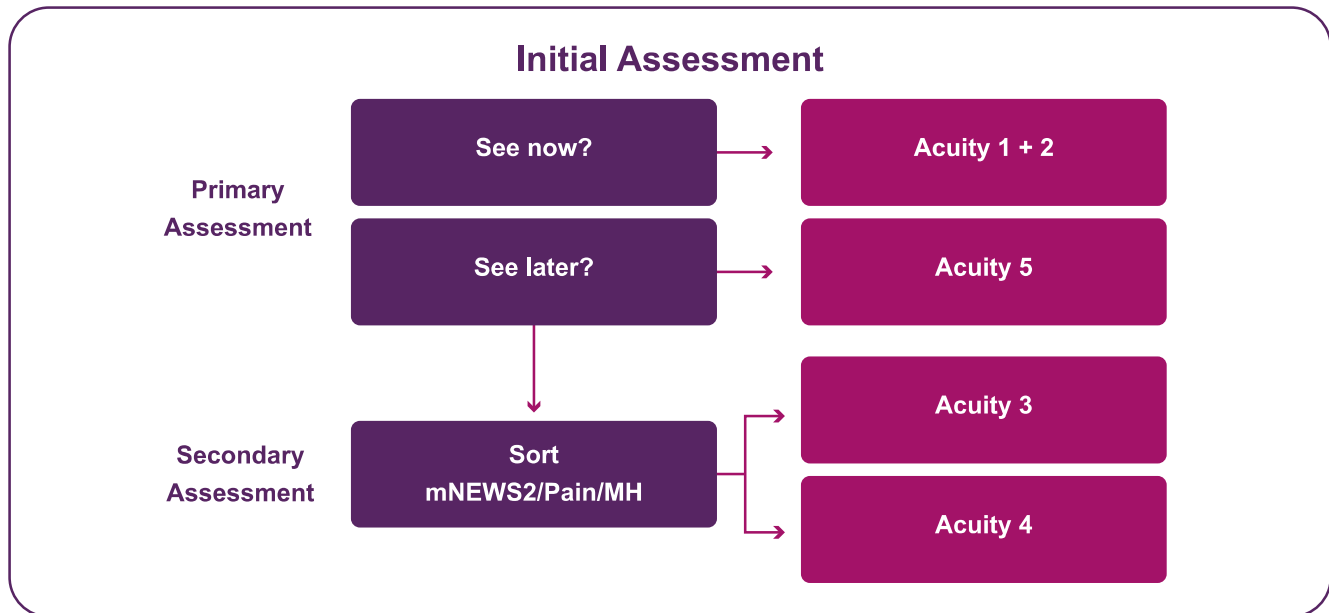 Initial Assessment
Primary
Assessment
See now?
Acuity 1 + 2
See later?
Acuity 5
Secondary
Assessment
Sort
mNEWS2/Pain/MH
Acuity 3
Acuity 4